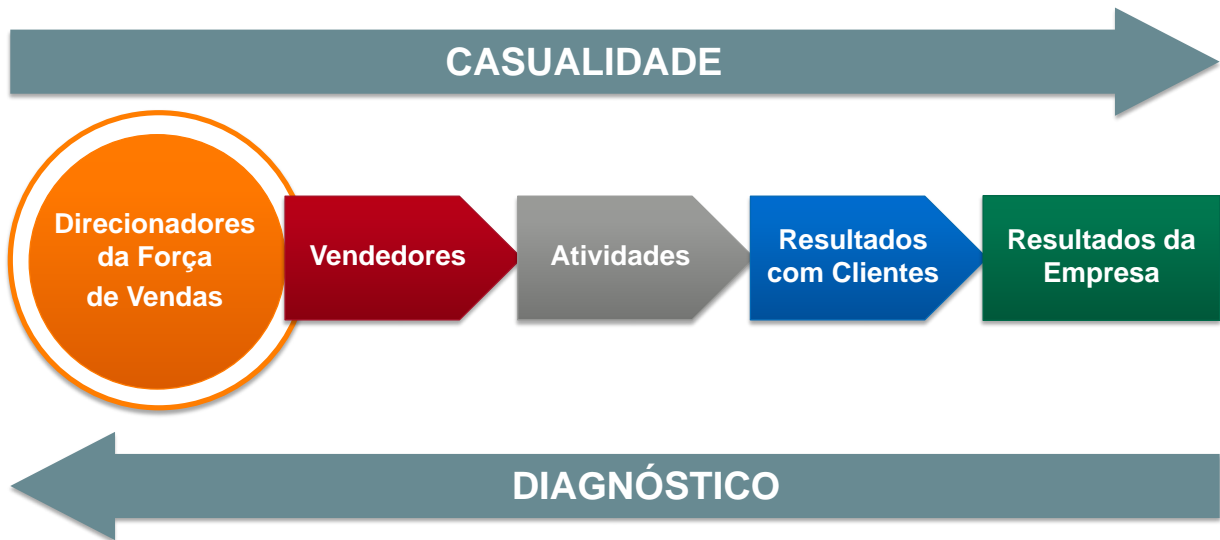 CASUALIDADE
Direcionadores
da Força
de Vendas
Vendedores
Atividades
Resultados
com Clientes
Resultados da
Empresa
DIAGNÓSTICO